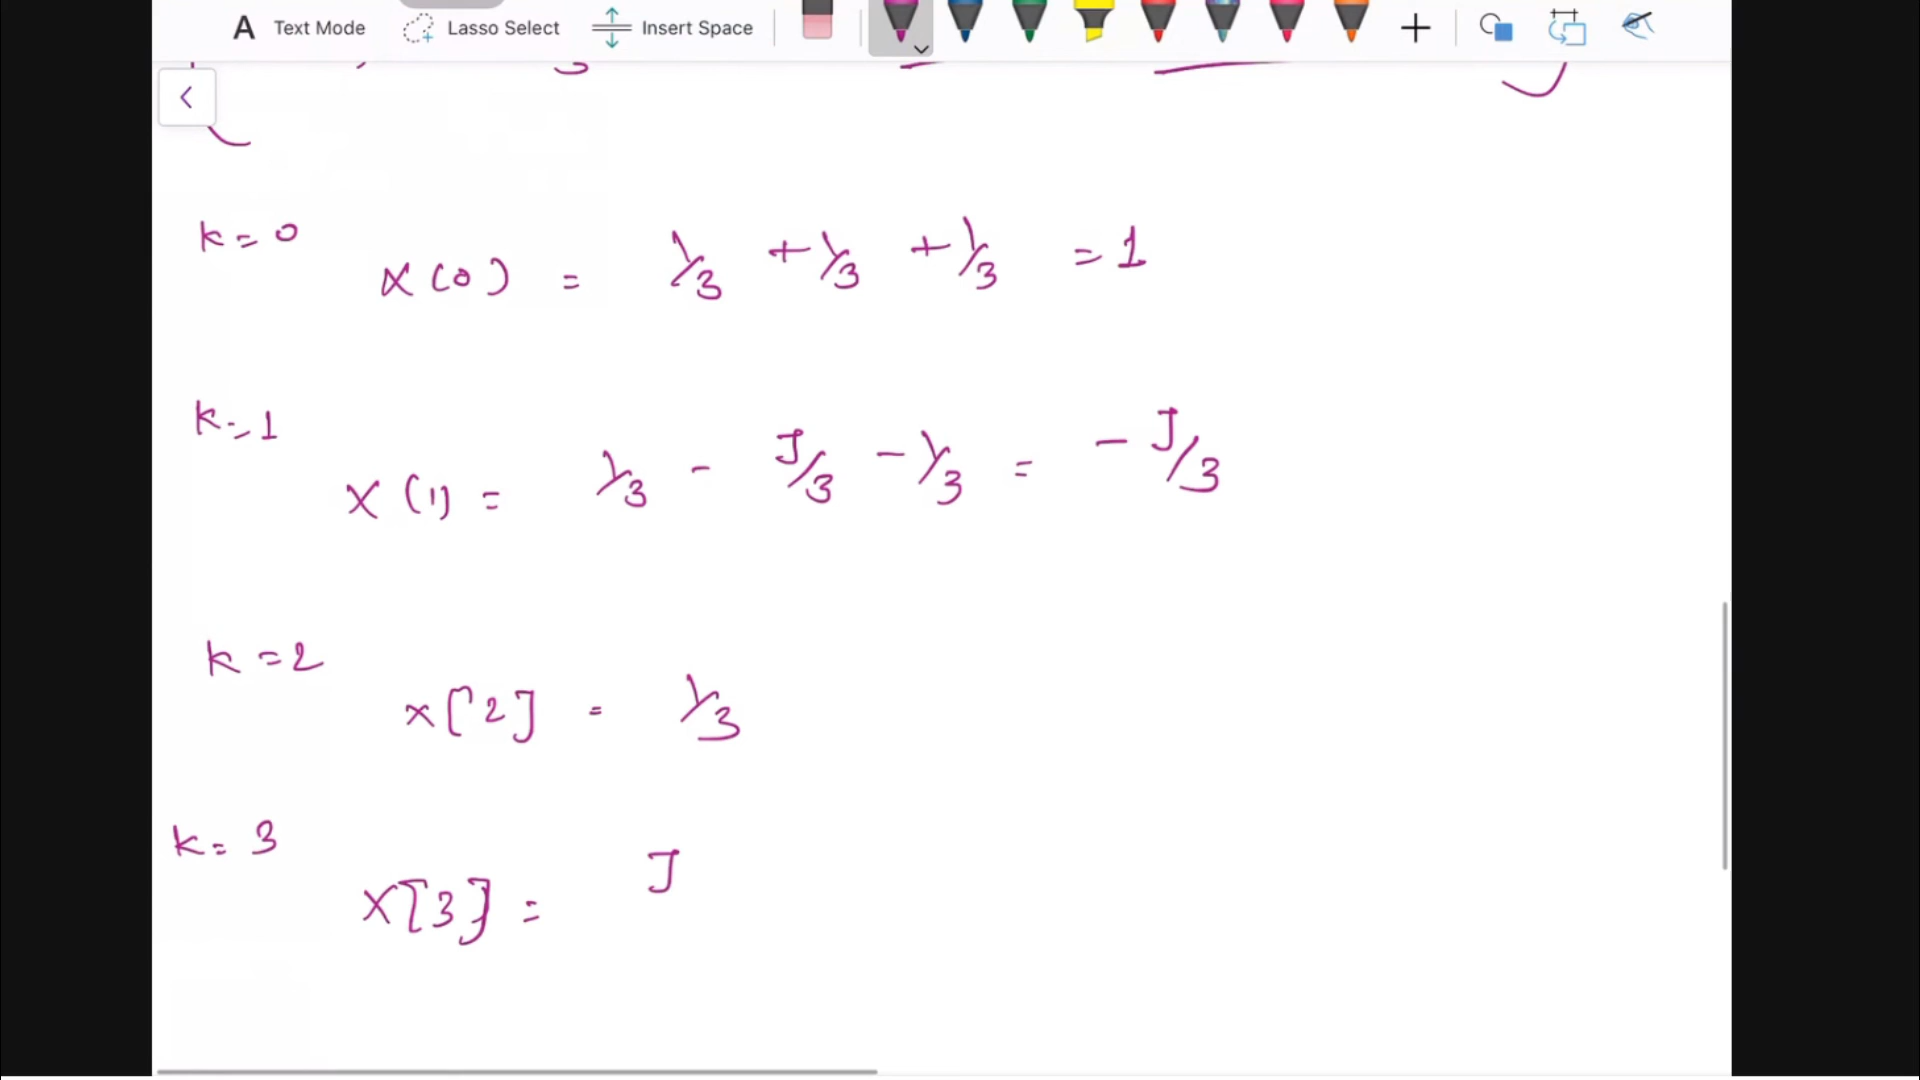 A Text Mode Lasso Select Insert Space
k=0
X(0) = 1/3 + 1/3 + 1/3 = 1
k=1
X(1) = 1/3 - J/3 - 1/3 = - J/3
k=2
X[2] = 1/3
k=3
X[3] = J